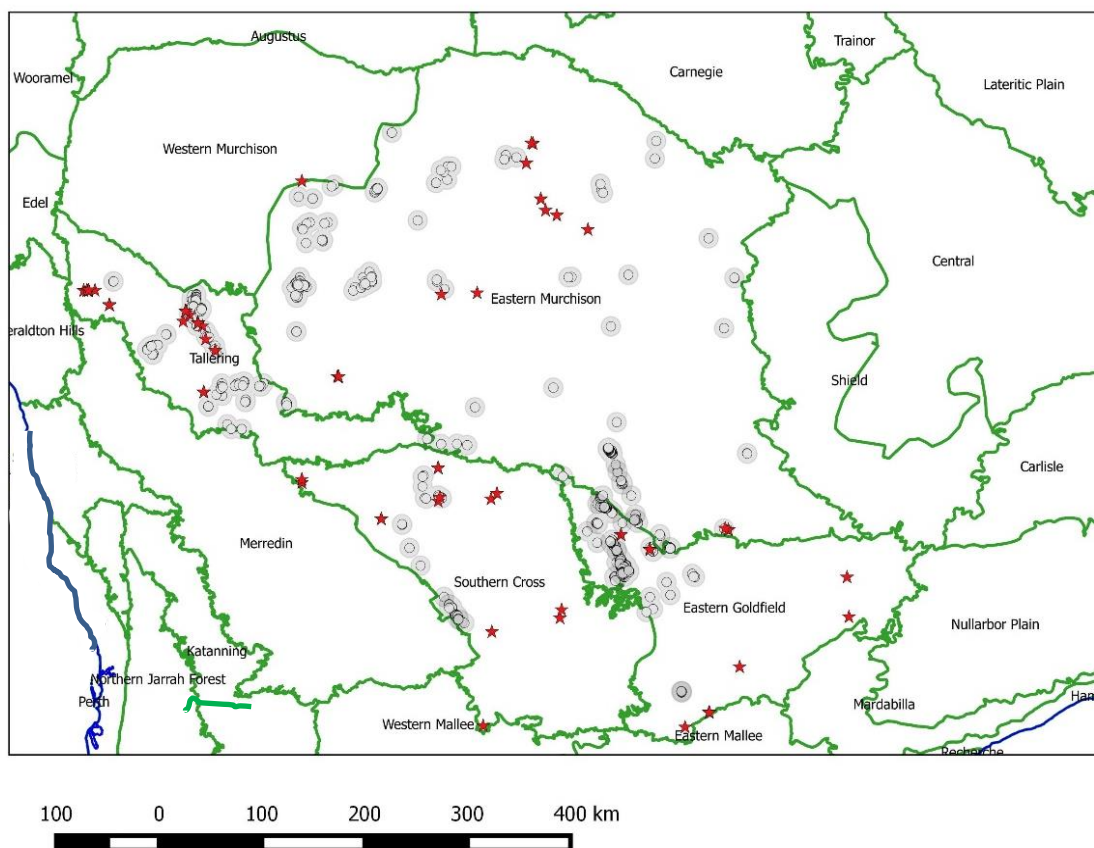 Augustus
Trainor
Wooramel
Carnegie
Lateritic Plain
Western Murchison
Edel
Central
Eastern Murchison
eraldton Hills
Tallering
Shield
Carlisle
Merredin
Southern Cross
Eastern Goldfield
Nullarbor Plain
Katanning
Northern Jarrah Forest
Perth
Mardabilla
Ham
Western Mallee
Eastern Mallee
Recherche
100 0 100 200 300 400 km